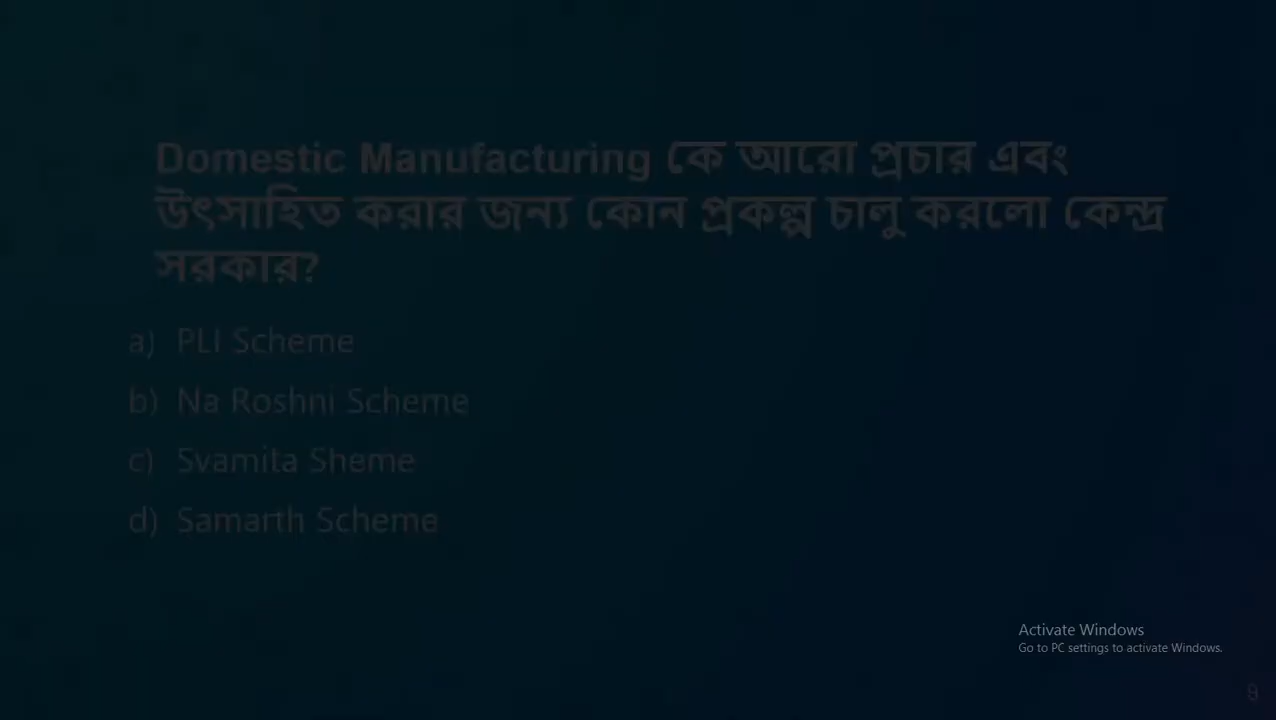 Domestic Manufacturing কে আরো প্রচার এবং
উৎসাহিত করার জন্য কোন প্রকল্প চালু করলো কেন্দ্র
সরকার?
a) PLI Scheme
b) Na Roshni Scheme
c) Svamita Sheme
d) Samarth Scheme
Activate Windows
Go to PC settings to activate Windows.
9